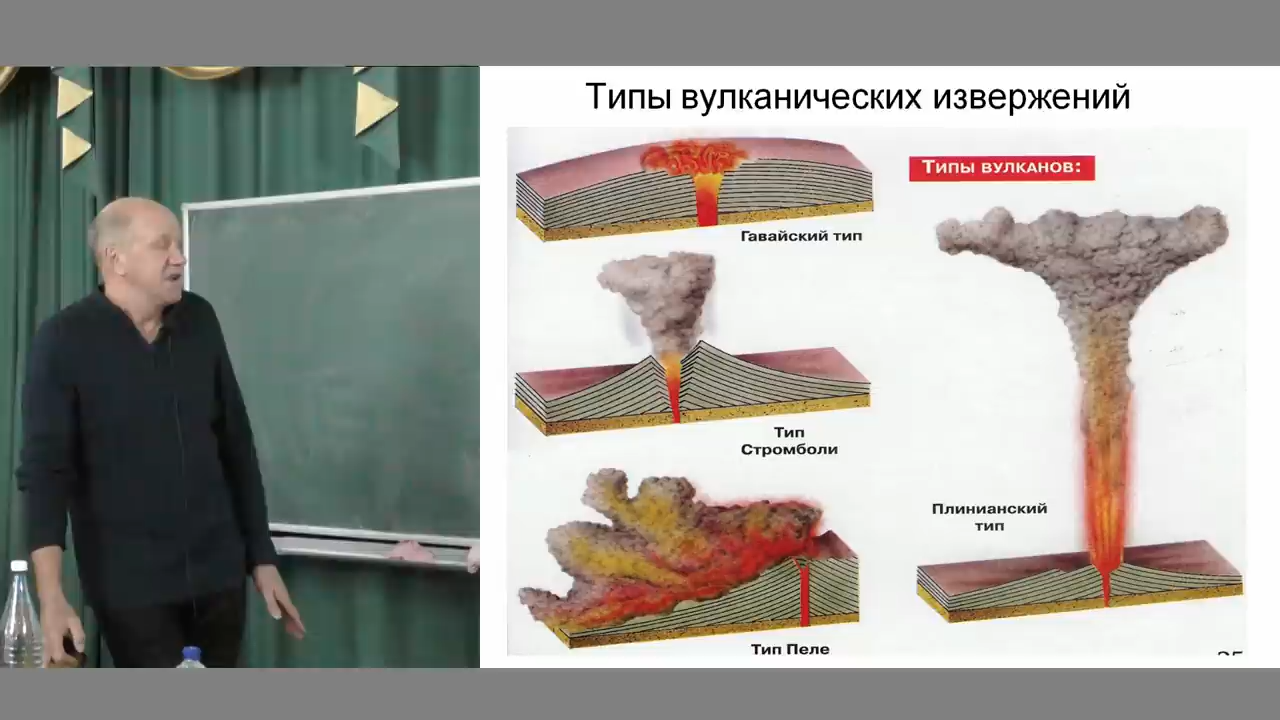 Типы вулканических извержений
Типы вулканов:
Гавайский тип
Тип
Стромболи
Плинианский
тип
Тип Пеле